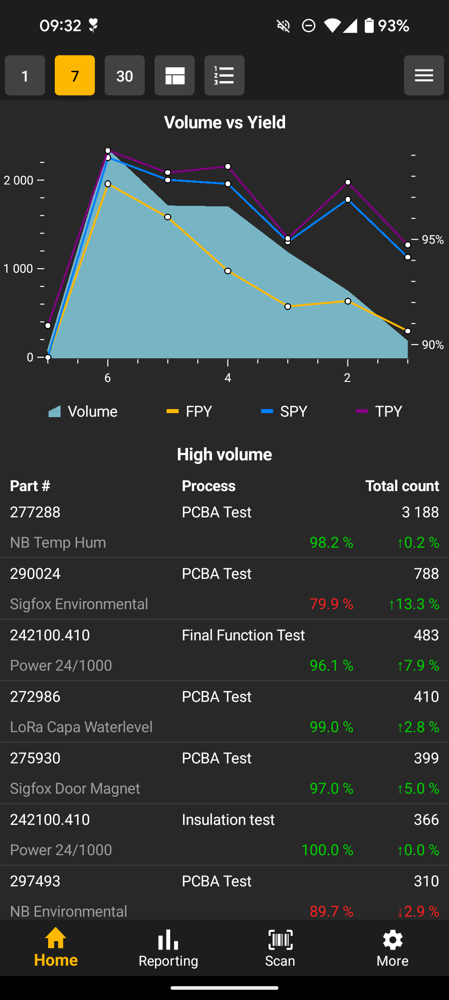 09:32 93%
1 7 30
Volume vs Yield
2 000
1 000
0
95%
90%
6 4 2
Volume FPY SPY TPY
High volume
Part # Process Total count
277288 PCBA Test 3 188
NB Temp Hum 98.2 % ↑0.2 %
290024 PCBA Test 788
Sigfox Environmental 79.9 % ↑13.3 %
242100.410 Final Function Test 483
Power 24/1000 96.1 % ↑7.9 %
272986 PCBA Test 410
LoRa Capa Waterlevel 99.0 % ↑2.8 %
275930 PCBA Test 399
Sigfox Door Magnet 97.0 % ↑5.0 %
242100.410 Insulation test 366
Power 24/1000 100.0 % ↑0.0 %
297493 PCBA Test 310
NB Environmental 89.7 % ↓2.9 %
Home Reporting Scan More